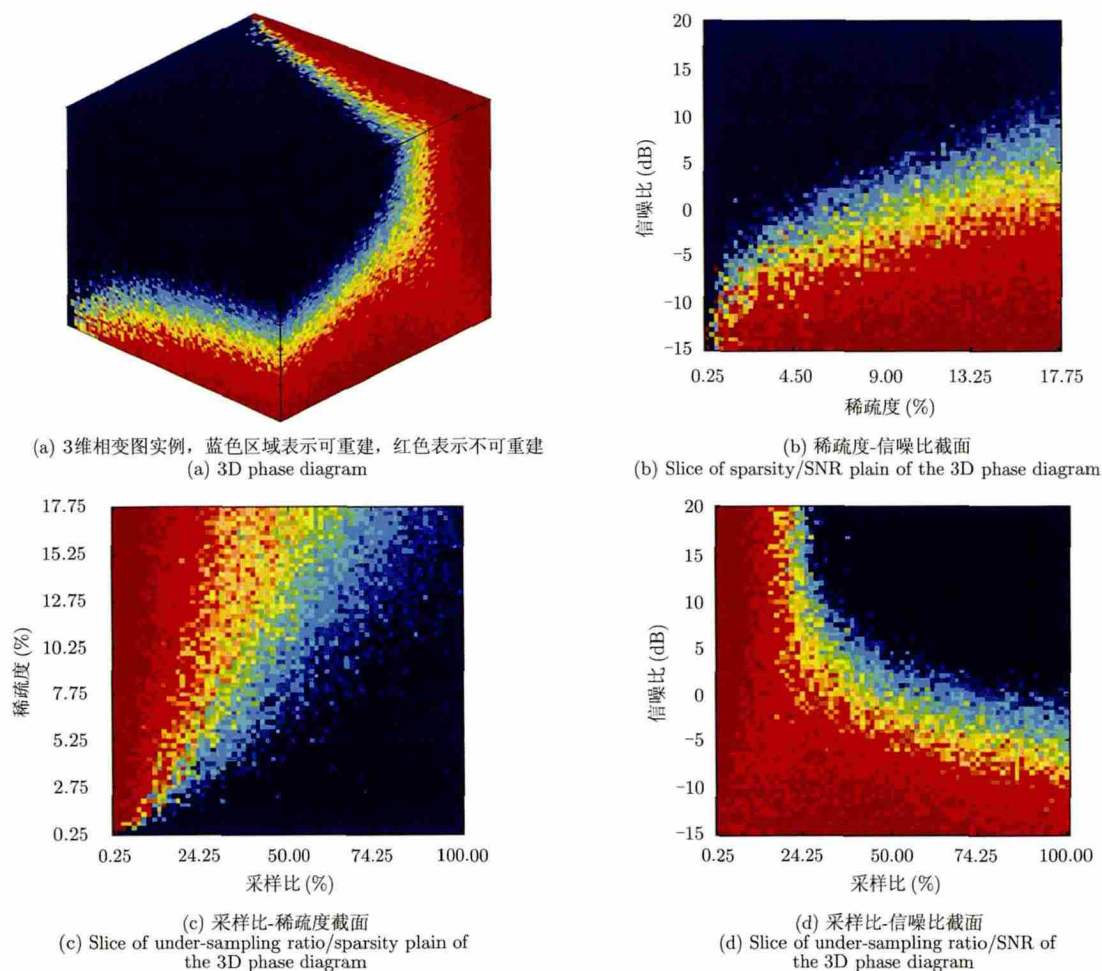 (a) 3维相变图实例，蓝色区域表示可重建，红色表示不可重建
(a) 3D phase diagram
20
15
10
5
0
−5
−10
−15
信噪比 (dB)
0.25 4.50 9.00 13.25 17.75
稀疏度 (%)
(b) 稀疏度-信噪比截面
(b) Slice of sparsity/SNR plain of the 3D phase diagram
17.75
15.25
12.75
10.25
7.75
5.25
2.75
0.25
稀疏度 (%)
0.25 24.25 50.00 74.25 100.00
采样比 (%)
(c) 采样比-稀疏度截面
(c) Slice of under-sampling ratio/sparsity plain of
the 3D phase diagram
20
15
10
5
0
−5
−10
−15
信噪比 (dB)
0.25 24.25 50.00 74.25 100.00
采样比 (%)
(d) 采样比-信噪比截面
(d) Slice of under-sampling ratio/SNR of
the 3D phase diagram